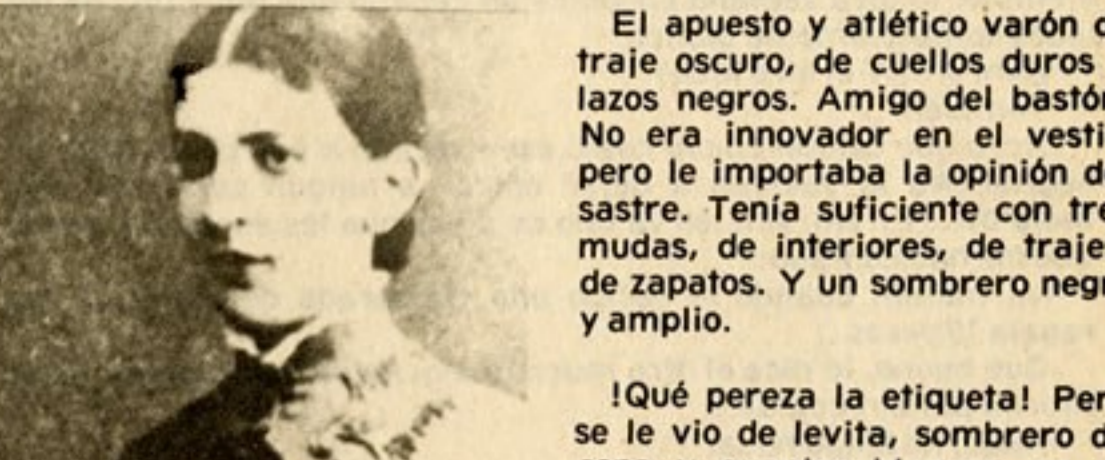 El apuesto y atlético varón
traje oscuro, de cuellos duros
lazos negros. Amigo del
No era innovador en el
pero le importaba la opinión
sastre. Tenía suficiente con
mudas, de interiores, de
de zapatos. Y un sombrero
y amplio.
!Qué pereza la etiqueta!
se le vio de levita, sombrero